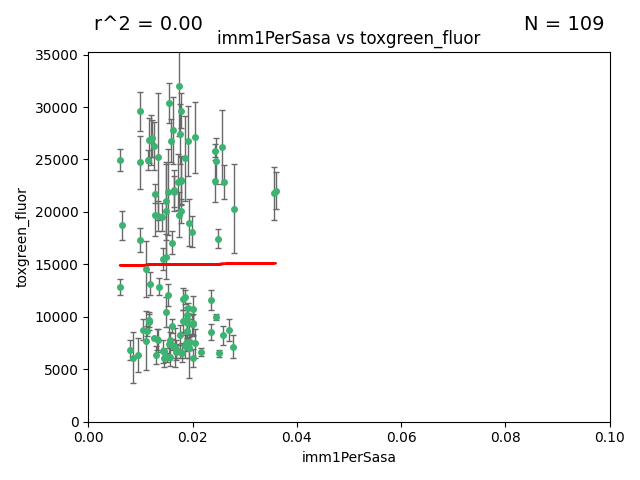 r^2 = 0.00
N = 109
imm1PerSasa vs toxgreen_fluor
35000
30000
25000
20000
15000
10000
5000
0
toxgreen_fluor
0.00
0.02
0.04
0.06
0.08
0.10
imm1PerSasa